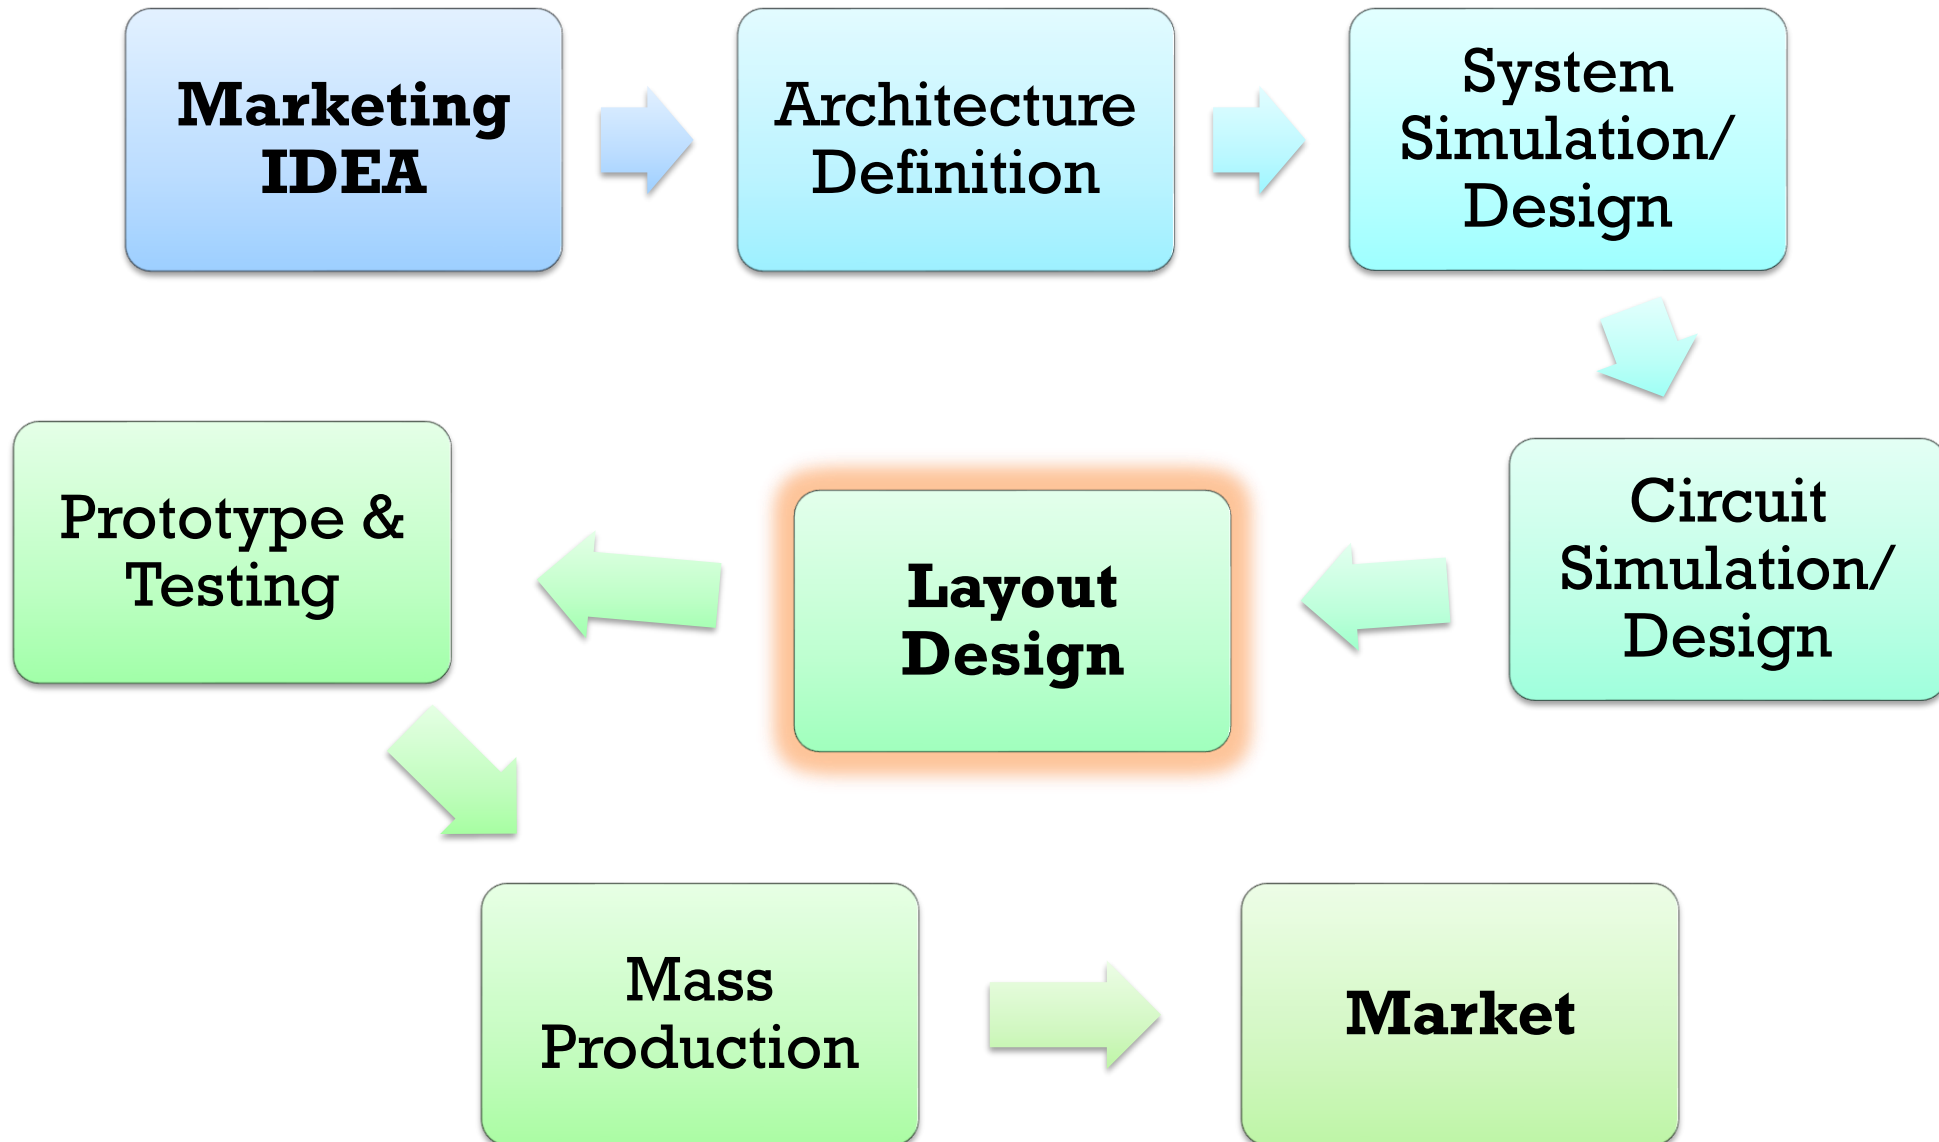 Marketing
IDEA
Architecture
Definition
System
Simulation/
Design
Circuit
Simulation/
Design
Layout
Design
Prototype &
Testing
Mass
Production
Market